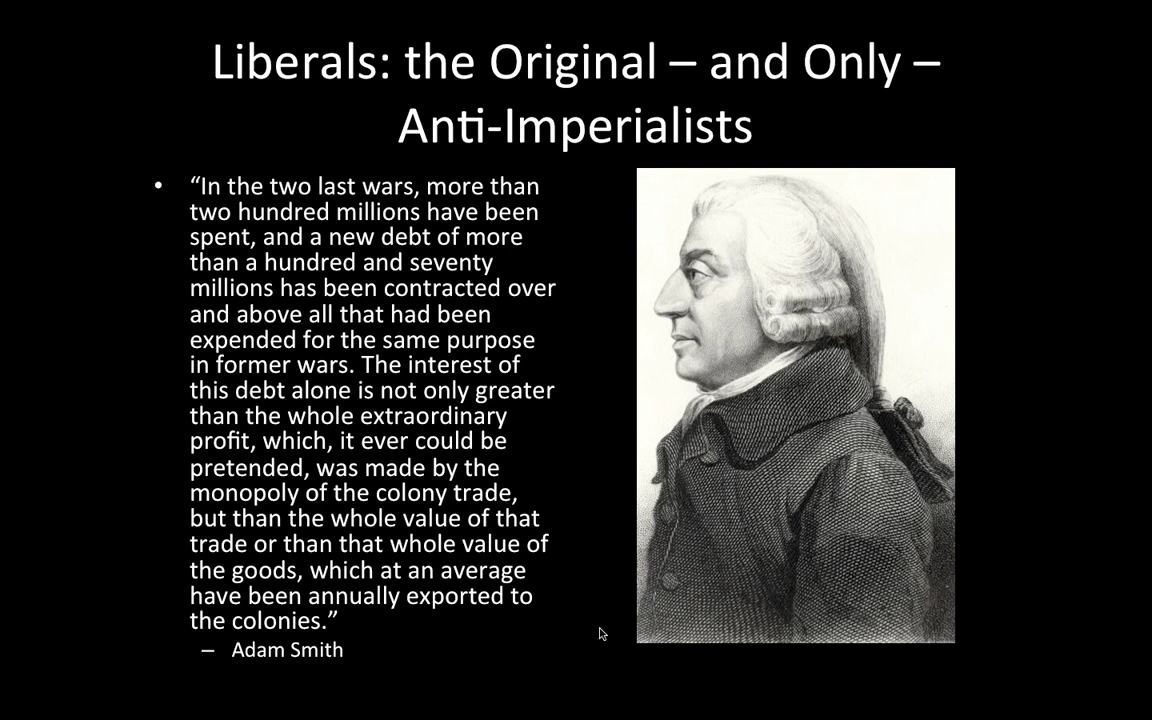 Liberals: the Original – and Only –
Anti-Imperialists
• “In the two last wars, more than
two hundred millions have been
spent, and a new debt of more
than a hundred and seventy
millions has been contracted over
and above all that had been
expended for the same purpose
in former wars. The interest of
this debt alone is not only greater
than the whole extraordinary
profit, which, it ever could be
pretended, was made by the
monopoly of the colony trade,
but than the whole value of that
trade or than that whole value of
the goods, which at an average
have been annually exported to
the colonies.”
– Adam Smith